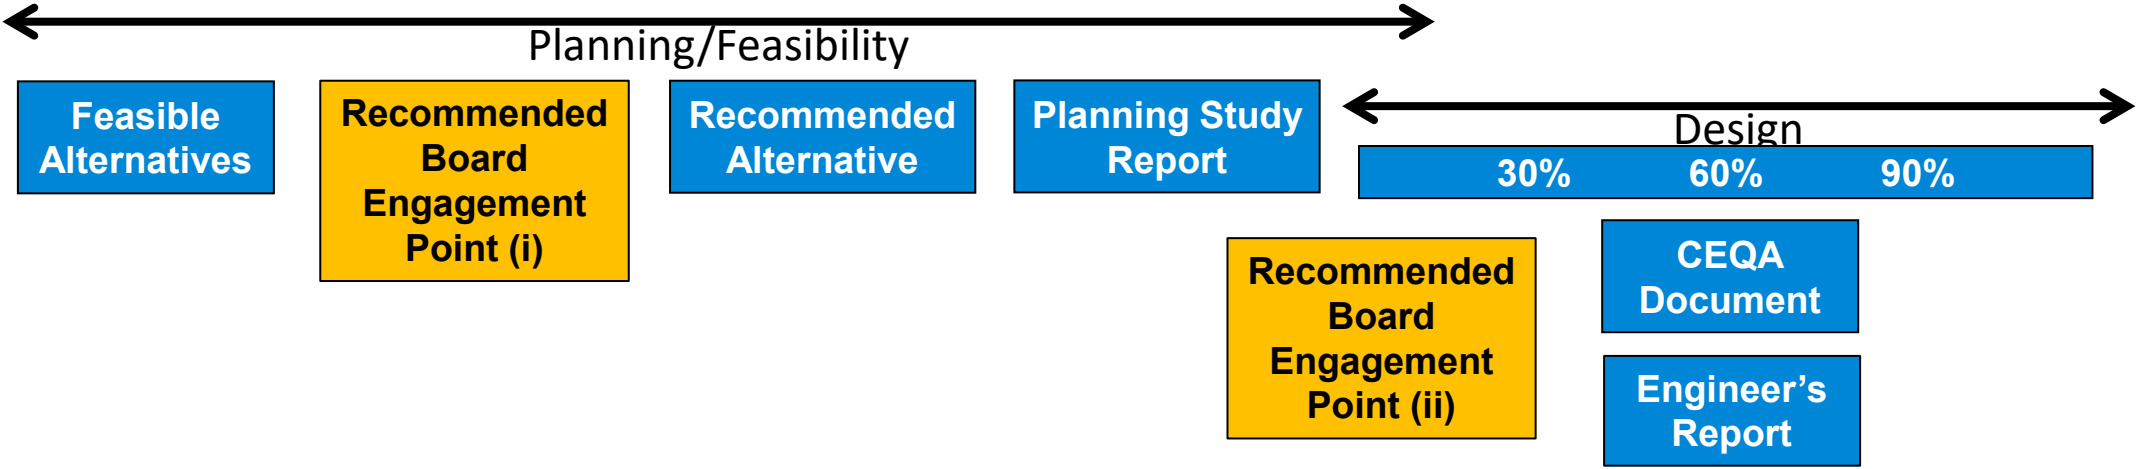 Planning/Feasibility
Feasible
Alternatives
Recommended
Board
Engagement
Point (i)
Recommended
Alternative
Planning Study
Report
Design
30% 60% 90%
Recommended
Board
Engagement
Point (ii)
CEQA
Document
Engineer’s
Report